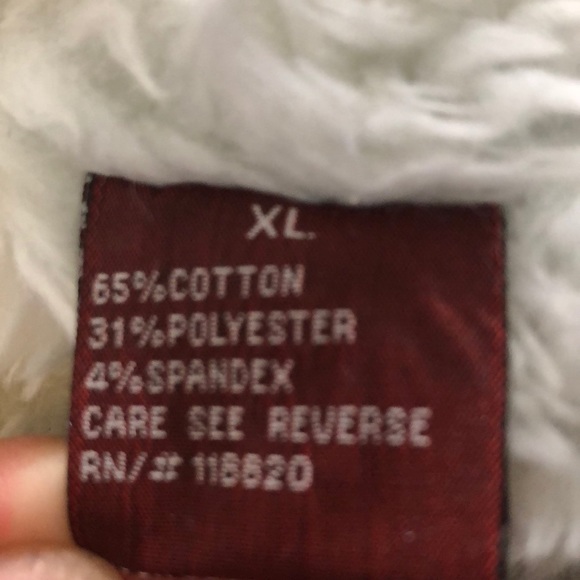 XL
65%COTTON
31%POLYESTER
4%SPANDEX
CARE SEE REVERSE
RN/# 118820